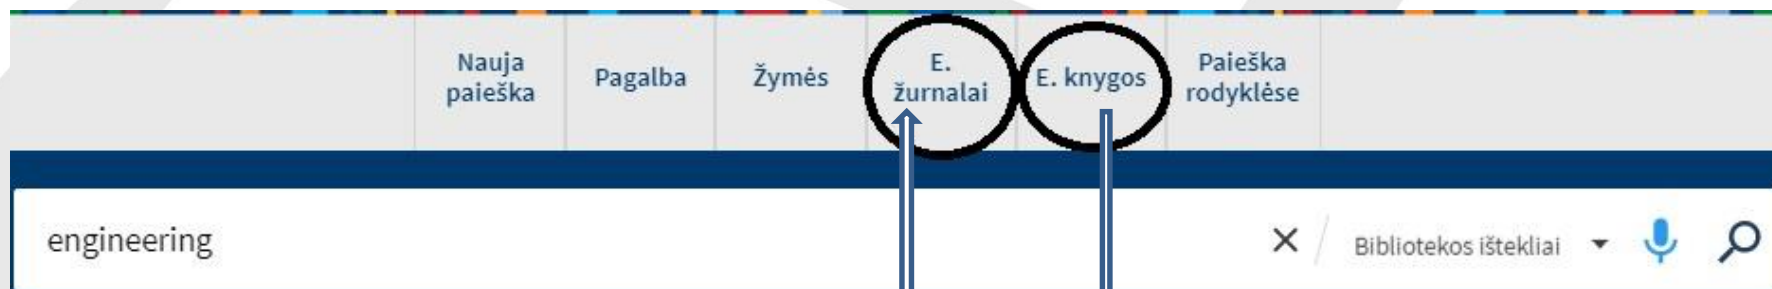 Nauja
paieška
Pagalba
Žymės
E.
žurnalai
E. knygos
Paieška
rodyklėse
engineering
Bibliotekos ištekliai